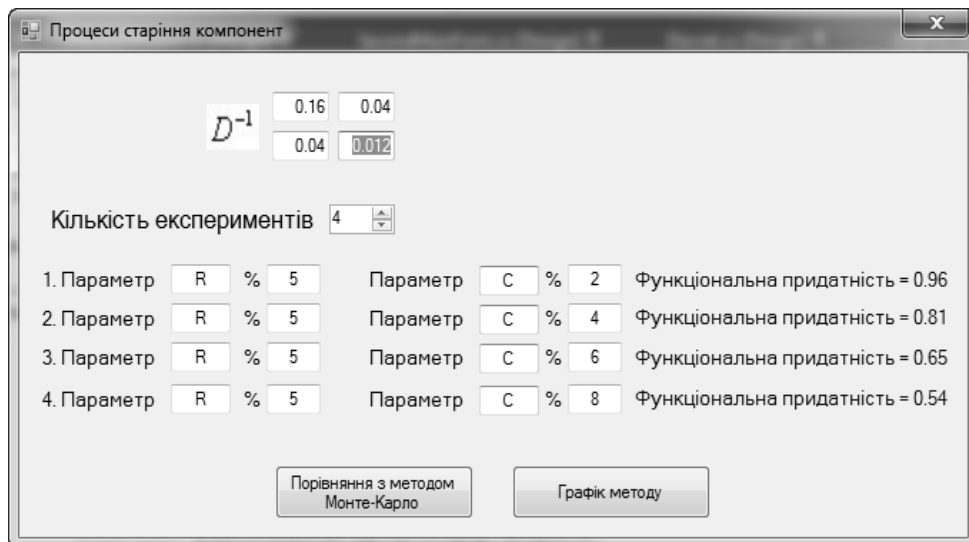 Процеси старіння компонент
x
D⁻¹
0.16 0.04
0.04 0.012
Кількість експериментів 4
1. Параметр R % 5 Параметр C % 2 Функціональна придатність = 0.96
2. Параметр R % 5 Параметр C % 4 Функціональна придатність = 0.81
3. Параметр R % 5 Параметр C % 6 Функціональна придатність = 0.65
4. Параметр R % 5 Параметр C % 8 Функціональна придатність = 0.54
Порівняння з методом
Монте-Карло
Графік методу